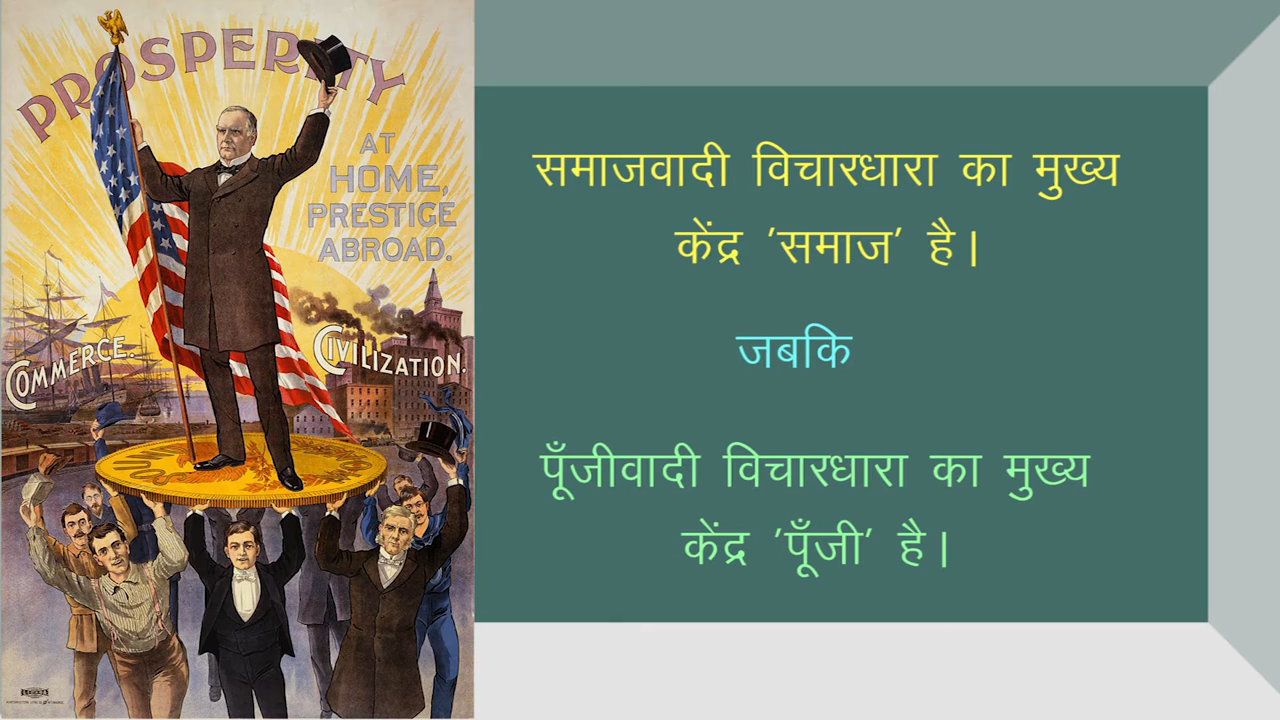 PROSPERITY
AT
HOME,
PRESTIGE
ABROAD.
COMMERCE.
CIVILIZATION.
समाजवादी विचारधारा का मुख्य
केंद्र 'समाज' है।
जबकि
पूँजीवादी विचारधारा का मुख्य
केंद्र 'पूँजी' है।